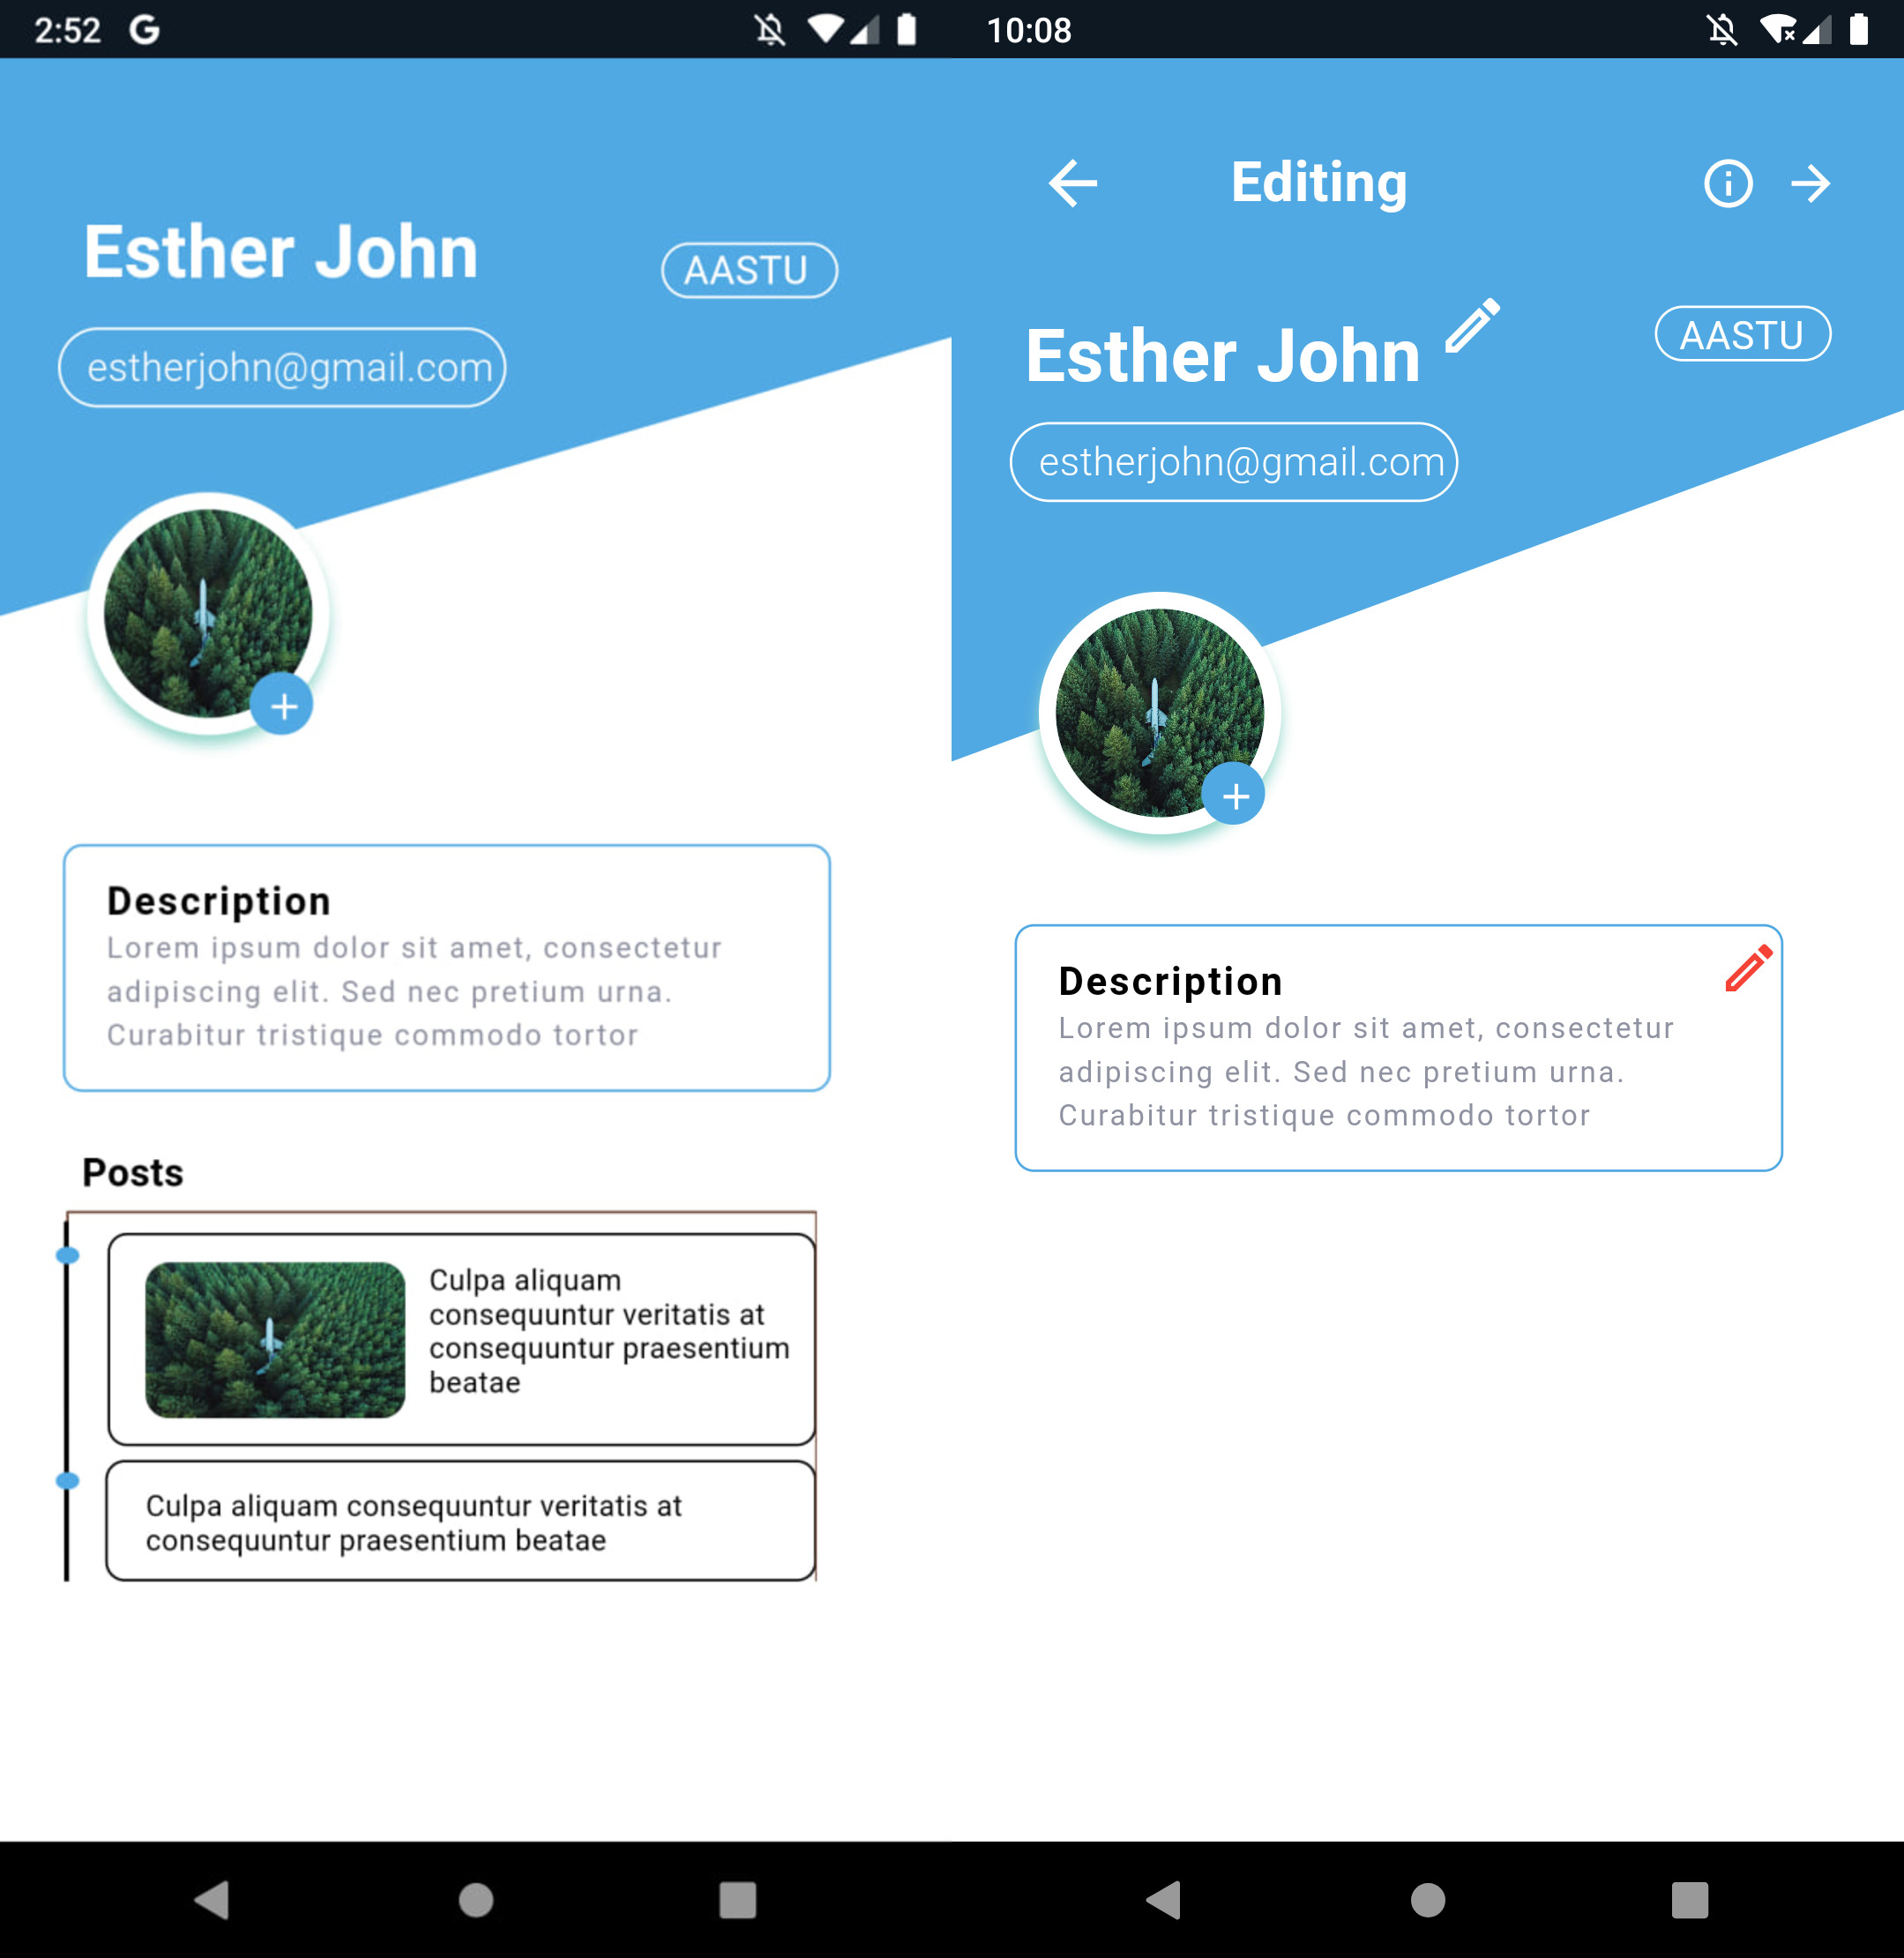 2:52 G
Esther John
AASTU
estherjohn@gmail.com
Description
Lorem ipsum dolor sit amet, consectetur
adipiscing elit. Sed nec pretium urna.
Curabitur tristique commodo tortor
Posts
Culpa aliquam
consequuntur veritatis at
consequuntur praesentium
beatae
Culpa aliquam consequuntur veritatis at
consequuntur praesentium beatae
10:08
Editing
Esther John
AASTU
estherjohn@gmail.com
Description
Lorem ipsum dolor sit amet, consectetur
adipiscing elit. Sed nec pretium urna.
Curabitur tristique commodo tortor